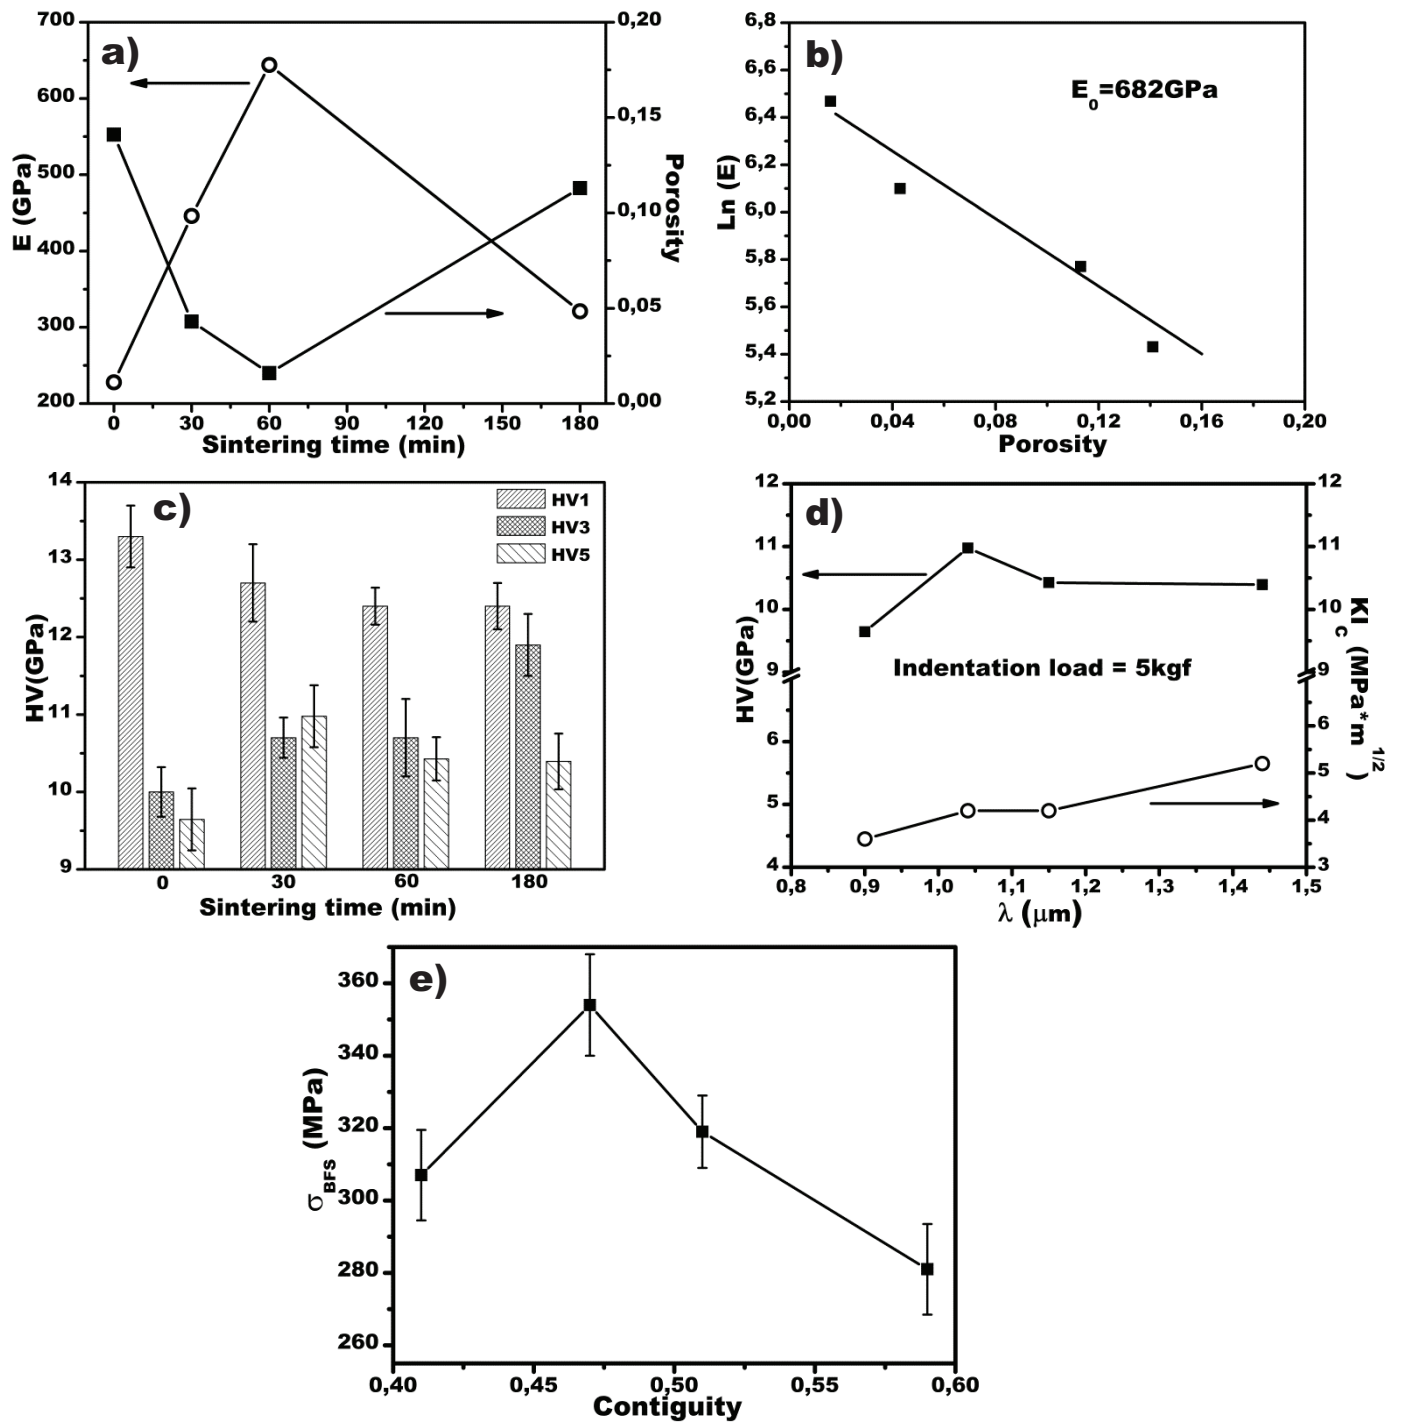 a)
700
600
500
400
300
200
E (GPa)
0,20
0,15
0,10
0,05
0,00
Porosity
0 30 60 90 120 150 180
Sintering time (min)
b)
E0=682GPa
6,8
6,6
6,4
6,2
6,0
5,8
5,6
5,4
5,2
Ln (E)
0,00 0,04 0,08 0,12 0,16 0,20
Porosity
c)
HV1
HV3
HV5
14
13
12
11
10
9
HV(GPa)
0 30 60 180
Sintering time (min)
d)
12
11
10
9
6
5
4
HV(GPa)
Indentation load = 5kgf
12
11
10
9
6
5
4
3
KIC (MPa*m1/2)
0,8 0,9 1,0 1,1 1,2 1,3 1,4 1,5
λ (μm)
e)
360
340
320
300
280
260
σBFS (MPa)
0,40 0,45 0,50 0,55 0,60
Contiguity